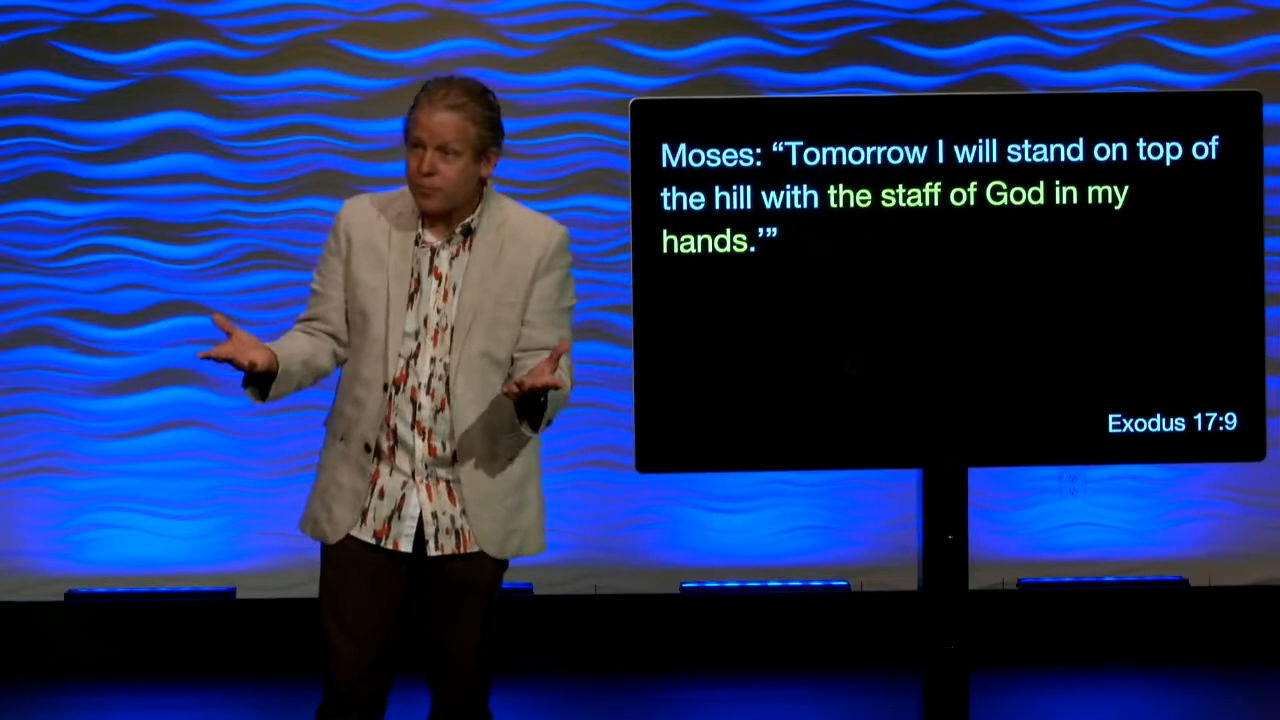 Moses: “Tomorrow I will stand on top of
the hill with the staff of God in my
hands.’”
Exodus 17:9